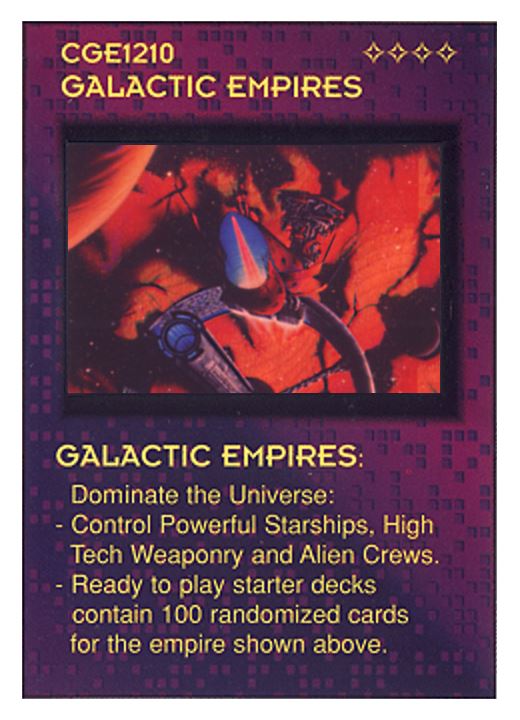 CGE1210
GALACTIC EMPIRES
GALACTIC EMPIRES:
Dominate the Universe:
- Control Powerful Starships, High
Tech Weaponry and Alien Crews.
- Ready to play starter decks
contain 100 randomized cards
for the empire shown above.